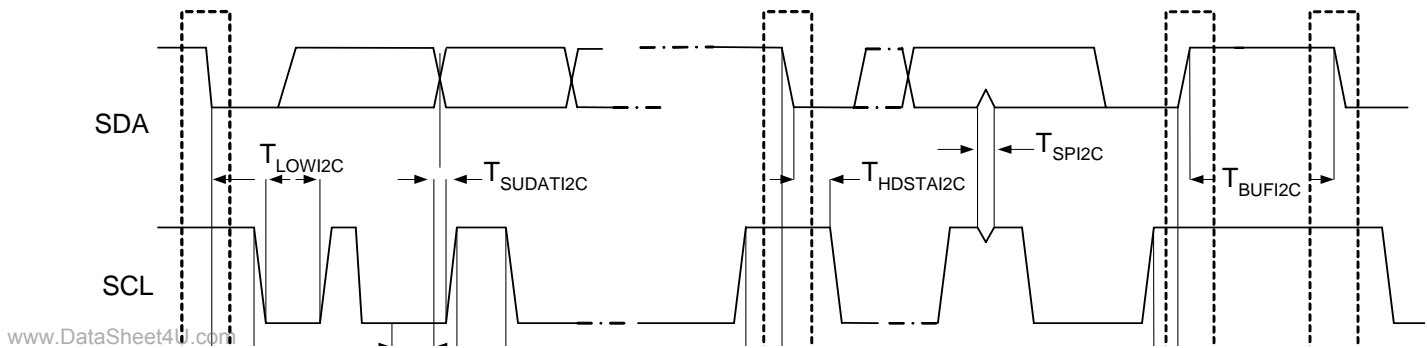 SDA
T_LOWI2C
T_SUDATI2C
T_HDSTAI2C
T_SPI2C
T_BUFI2C
SCL
www.DataSheet4U.com